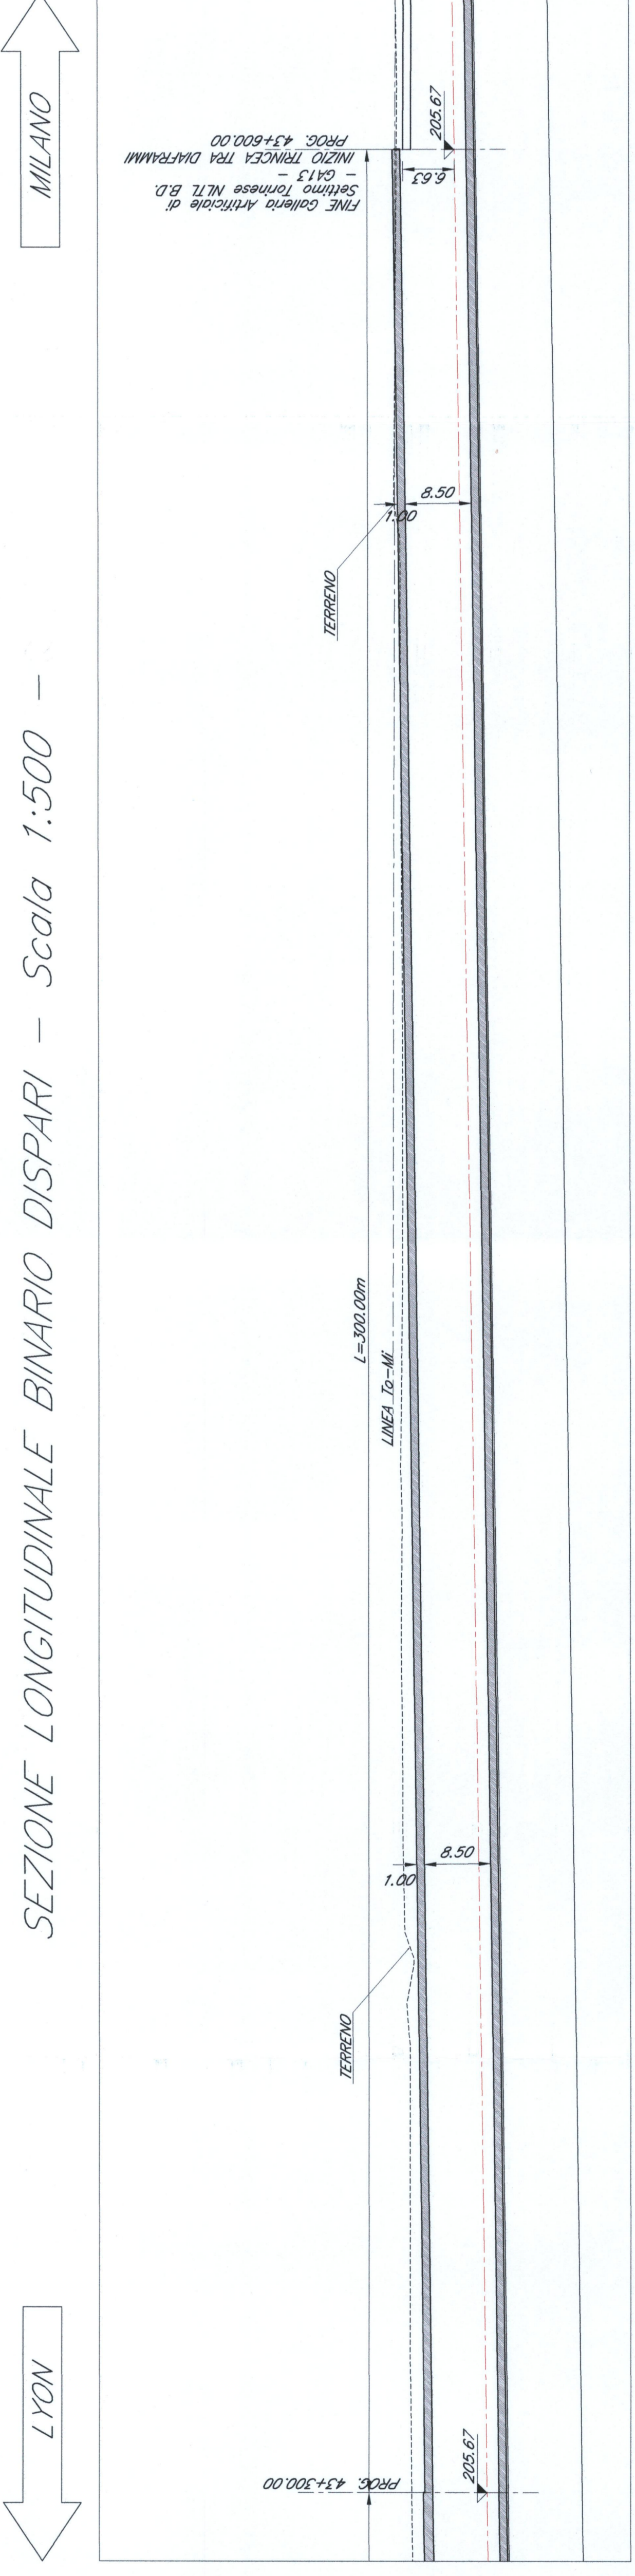 SEZIONE LONGITUDINALE BINARIO DISPARI - Scala 1:500 -
LYON
MILANO
PROG. 43+300.00
205.67
TERRENO
1.00
8.50
L=300.00m
LINEA To-Mi
TERRENO
1.00
8.50
FINE Galleria Artificiale di
Settimo Torinese NLTL B.D.
- GA13 -
INIZIO TRINCEA TRA DIAFRAMMI
PROG. 43+600.00
6.63
205.67